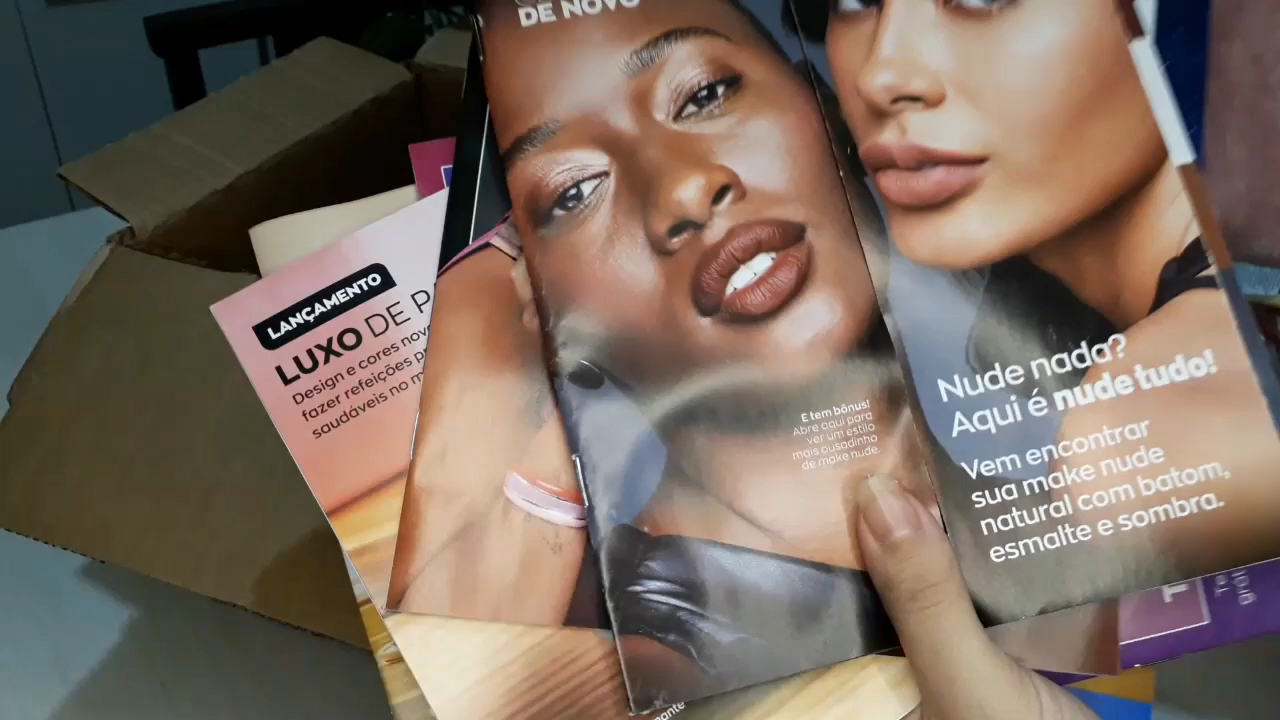 DE NOVO
LANÇAMENTO
LUXO DE P
Design e cores nov
fazer refeições pr
saudáveis no m
E tem bônus!
Abre aqui para
ver um estilo
mais ousadinho
de make nude.
Nude nada?
Aqui é nude tudo!
Vem encontrar
sua make nude
natural com batom,
esmalte e sombra.